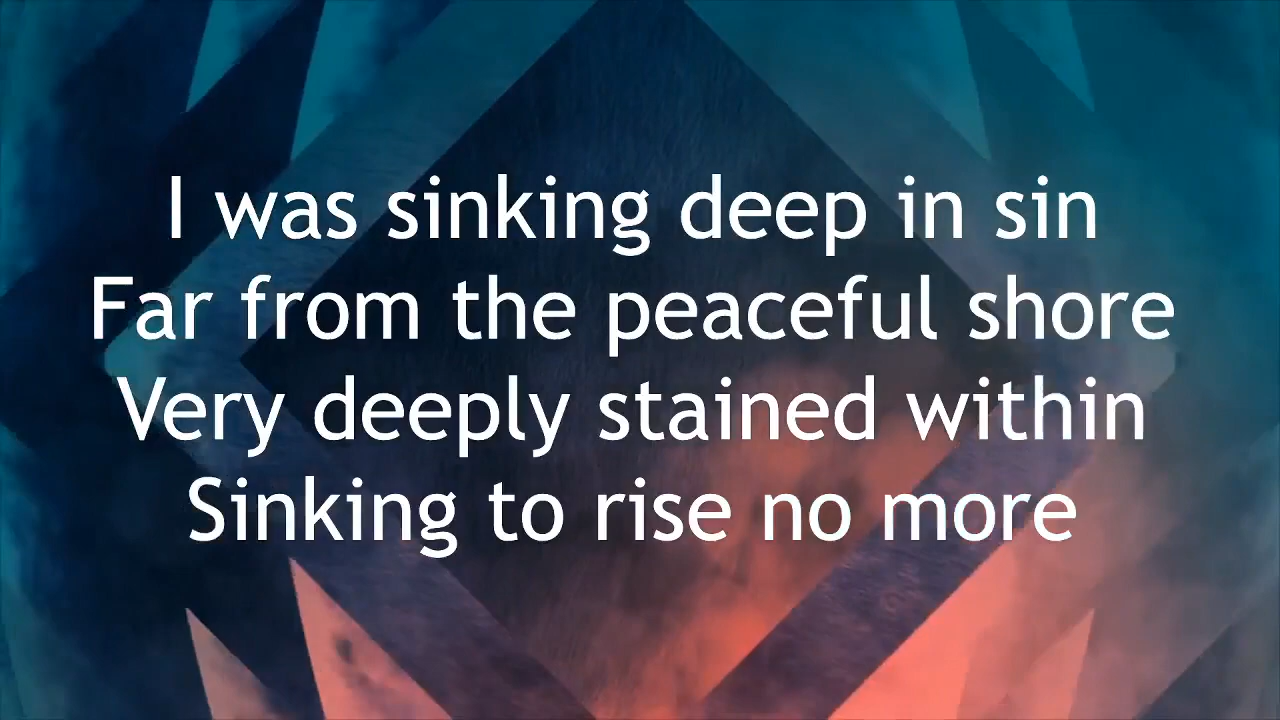 I was sinking deep in sin
Far from the peaceful shore
Very deeply stained within
Sinking to rise no more